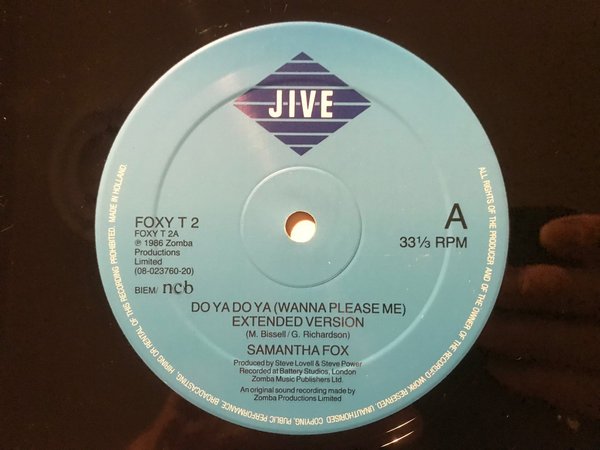 J·I·V·E
FOXY T 2
FOXY T 2A
℗ 1986 Zomba
Productions
Limited
(08-023760-20)
BIEM/ ncb
A
33⅓ RPM
DO YA DO YA (WANNA PLEASE ME)
EXTENDED VERSION
(M. Bissell/G. Richardson)
SAMANTHA FOX
Produced by Steve Lovell & Steve Power
Recorded at Battery Studios, London
Zomba Music Publishers Ltd.
An original sound recording made by
Zomba Productions Limited
ALL RIGHTS OF THE PRODUCER AND OF THE OWNER OF THE RECORDED WORK RESERVED. UNAUTHORISED COPYING, PUBLIC PERFORMANCE, BROADCASTING, HIRING OR RENTAL OF THIS RECORDING PROHIBITED. MADE IN HOLLAND.